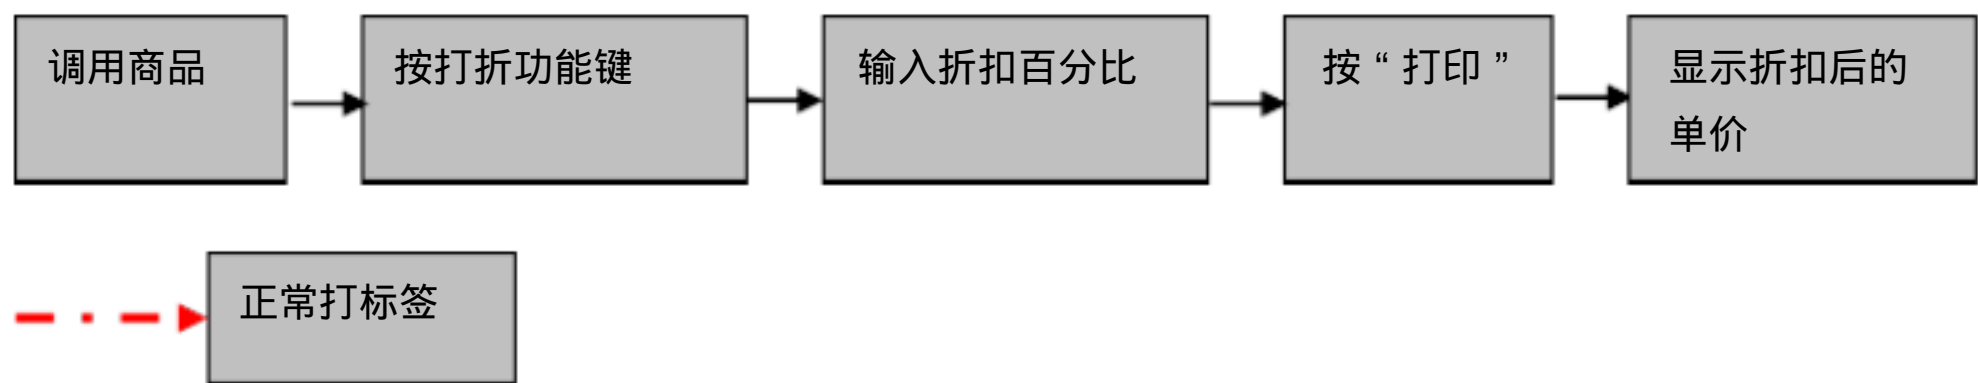 调用商品
按打折功能键
输入折扣百分比
按“打印”
显示折扣后的
单价
正常打标签